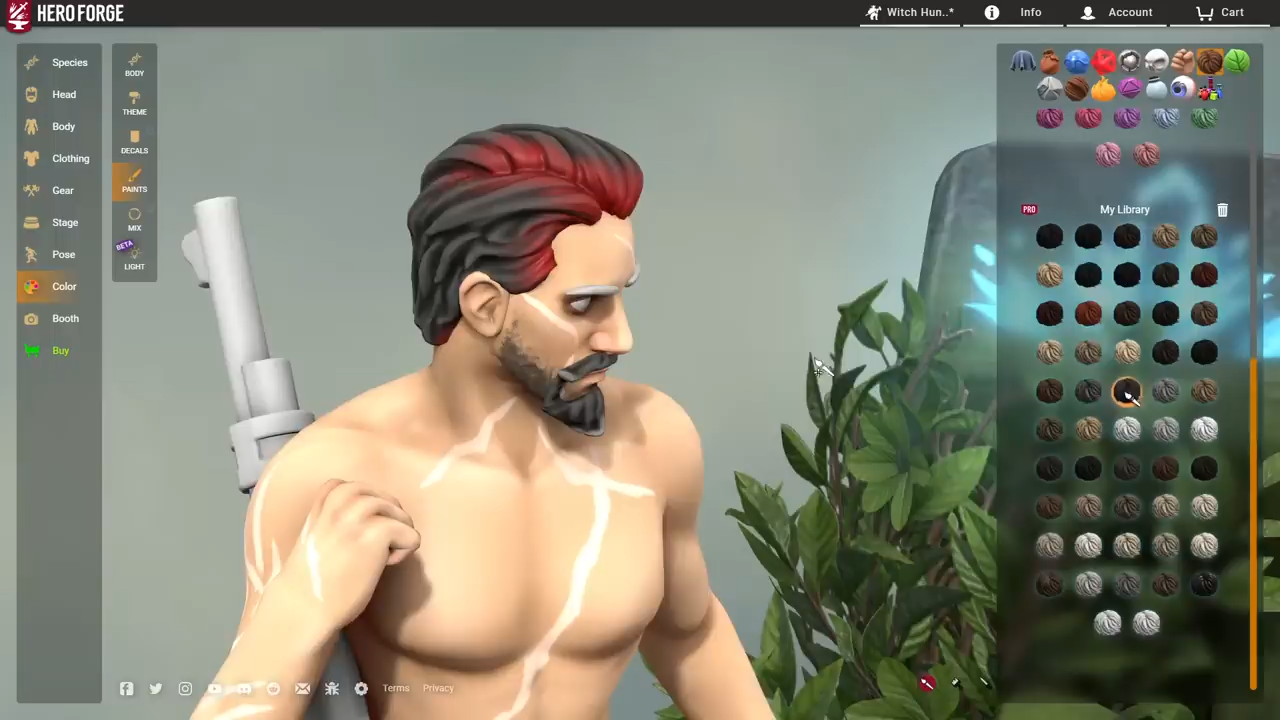 HERO FORGE
Witch Hun..*
Info
Account
Cart
Species
Head
Body
Clothing
Gear
Stage
Pose
Color
Booth
Buy
BODY
THEME
DECALS
PAINTS
MIX
BETA
LIGHT
PRO
My Library
Terms
Privacy